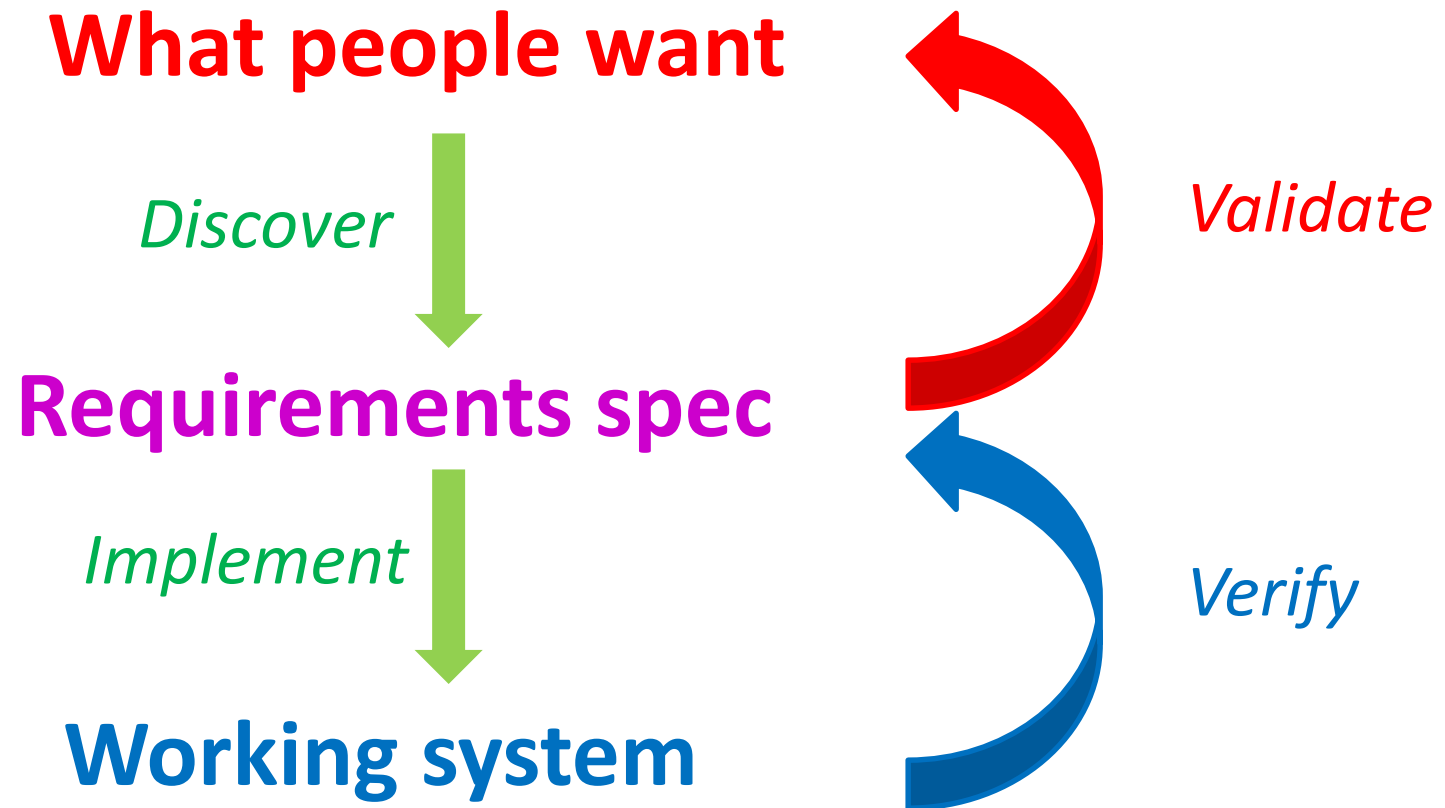 What people want
Discover
Validate
Requirements spec
Implement
Verify
Working system